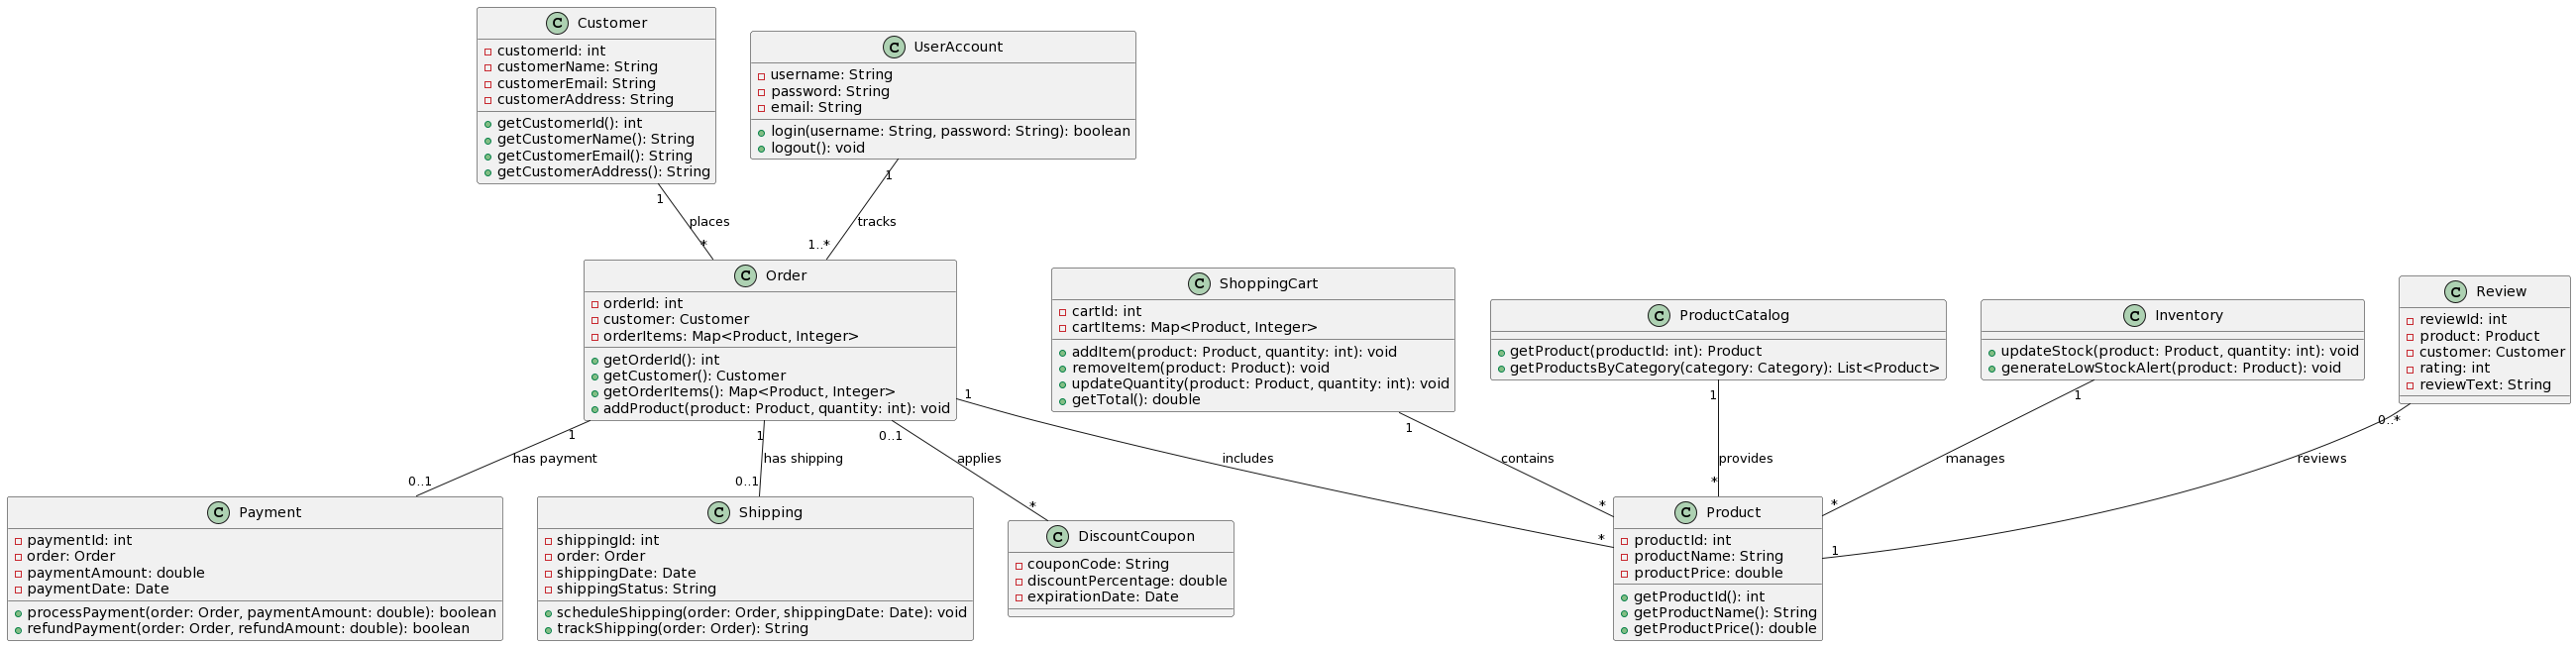 Customer
customerId: int
customerName: String
customerEmail: String
customerAddress: String
getCustomerId(): int
getCustomerName(): String
getCustomerEmail(): String
getCustomerAddress(): String
UserAccount
username: String
password: String
email: String
login(username: String, password: String): boolean
logout(): void
1
places
*
1
tracks
1..*
Order
orderId: int
customer: Customer
orderItems: Map<Product, Integer>
getOrderId(): int
getCustomer(): Customer
getOrderItems(): Map<Product, Integer>
addProduct(product: Product, quantity: int): void
ShoppingCart
cartId: int
cartItems: Map<Product, Integer>
addItem(product: Product, quantity: int): void
removeItem(product: Product): void
updateQuantity(product: Product, quantity: int): void
getTotal(): double
ProductCatalog
getProduct(productId: int): Product
getProductsByCategory(category: Category): List<Product>
Inventory
updateStock(product: Product, quantity: int): void
generateLowStockAlert(product: Product): void
Review
reviewId: int
product: Product
customer: Customer
rating: int
reviewText: String
1
has payment
0..1
1
has shipping
0..1
0..1
applies
*
1
includes
*
1
contains
*
1
provides
*
1
manages
*
0..*
reviews
1
Payment
paymentId: int
order: Order
paymentAmount: double
paymentDate: Date
processPayment(order: Order, paymentAmount: double): boolean
refundPayment(order: Order, refundAmount: double): boolean
Shipping
shippingId: int
order: Order
shippingDate: Date
shippingStatus: String
scheduleShipping(order: Order, shippingDate: Date): void
trackShipping(order: Order): String
DiscountCoupon
couponCode: String
discountPercentage: double
expirationDate: Date
Product
productId: int
productName: String
productPrice: double
getProductId(): int
getProductName(): String
getProductPrice(): double